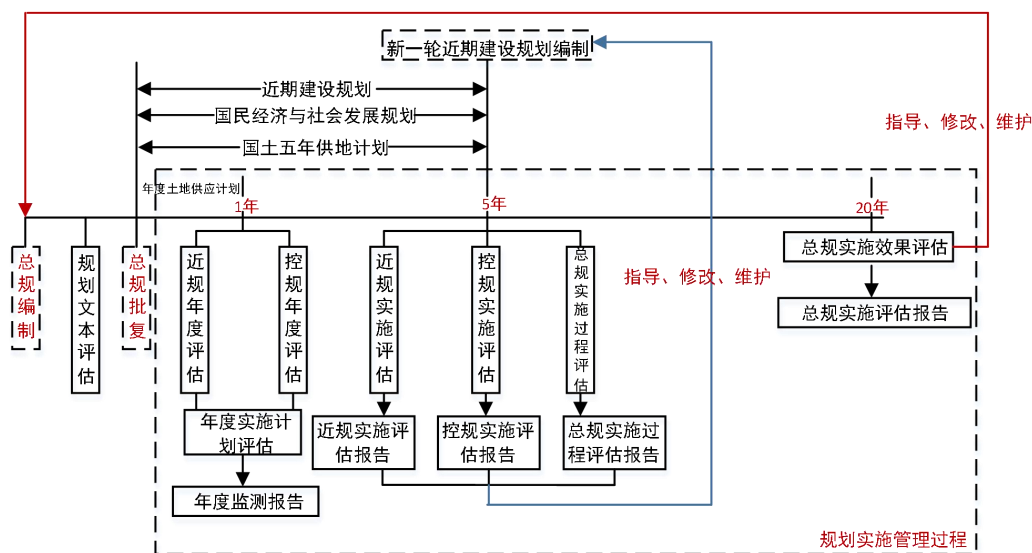 新一轮近期建设规划编制
近期建设规划
国民经济与社会发展规划
国土五年供地计划
指导、修改、维护
年度土地供应计划
1年
5年
20年
总规编制
规划文本评估
总规批复
近规年度评估
控规年度评估
近规实施评估
控规实施评估
总规实施过程评估
指导、修改、维护
总规实施效果评估
总规实施评估报告
年度实施计
划评估
近规实施评
估报告
控规实施评
估报告
总规实施过
程评估报告
年度监测报告
规划实施管理过程